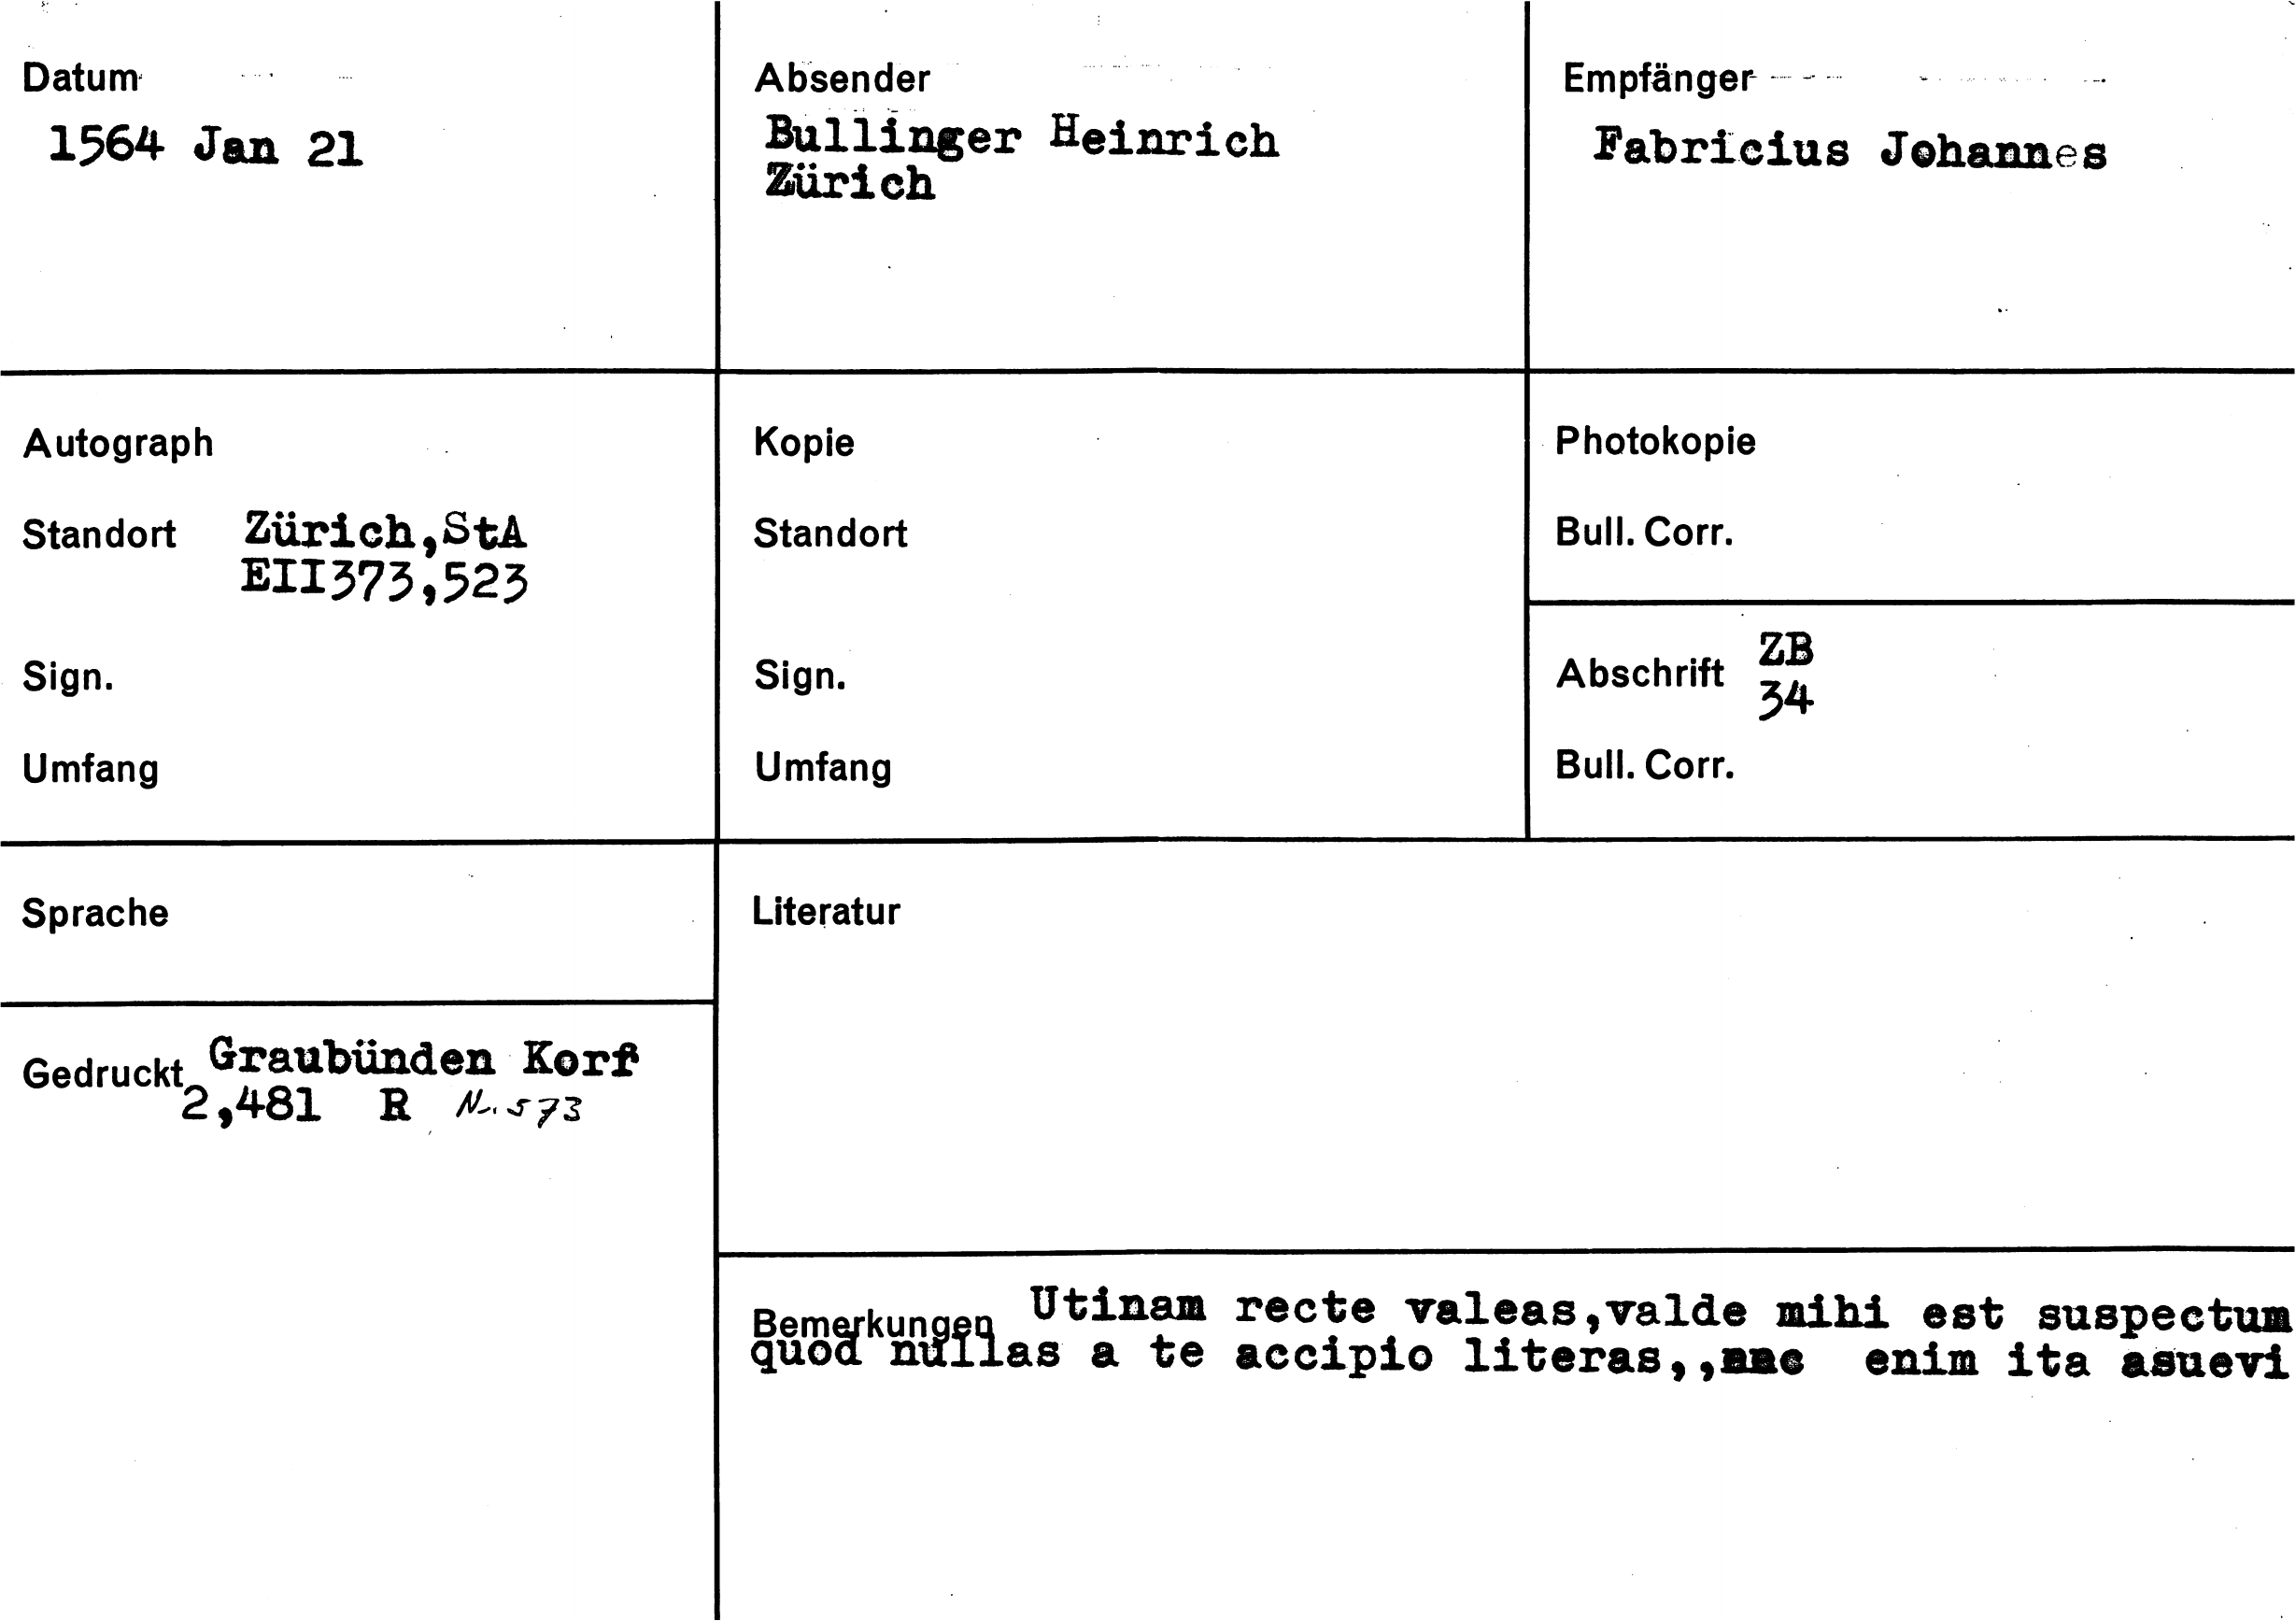 Datum
1564 Jan 21
Absender
Bullinger Heinrich
Zürich
Empfänger
Fabricius Johannes
Autograph
Standort Zürich,StA
EII373,523
Sign.
Umfang
Kopie
Standort
Sign.
Umfang
Photokopie
Bull. Corr.
Abschrift ZB
34
Bull. Corr.
Sprache
Gedruckt Graubünden Korr
2,481 R Nr. 573
Literatur
Bemerkungen Utinam recte valeas,valde mihi est suspectum
quod nullas a te accipio literas,, enim ita asuevi